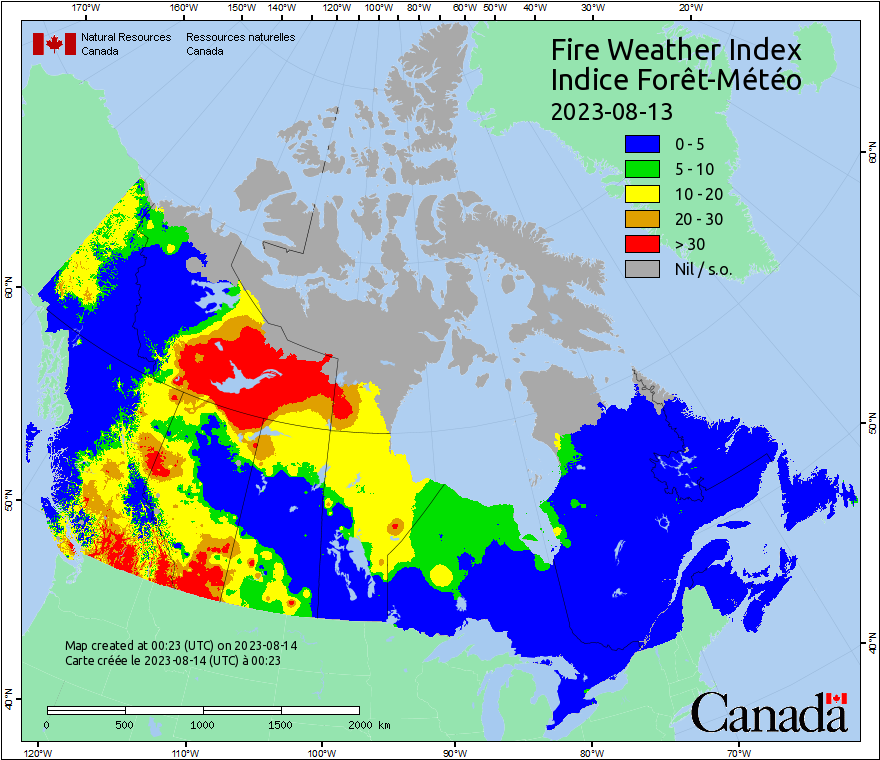 170°W 160°W 150°W 140°W 120°W 100°W 80°W 60°W 50°W 40°W 30°W 20°W
Natural Resources Canada
Ressources naturelles Canada
Fire Weather Index
Indice Forêt-Météo
2023-08-13
0 - 5
5 - 10
10 - 20
20 - 30
> 30
Nil / s.o.
60°N
50°N
40°N
60°N
50°N
40°N
Map created at 00:23 (UTC) on 2023-08-14
Carte créée le 2023-08-14 (UTC) à 00:23
0 500 1000 1500 2000 km
Canada
120°W 110°W 100°W 90°W 80°W 70°W